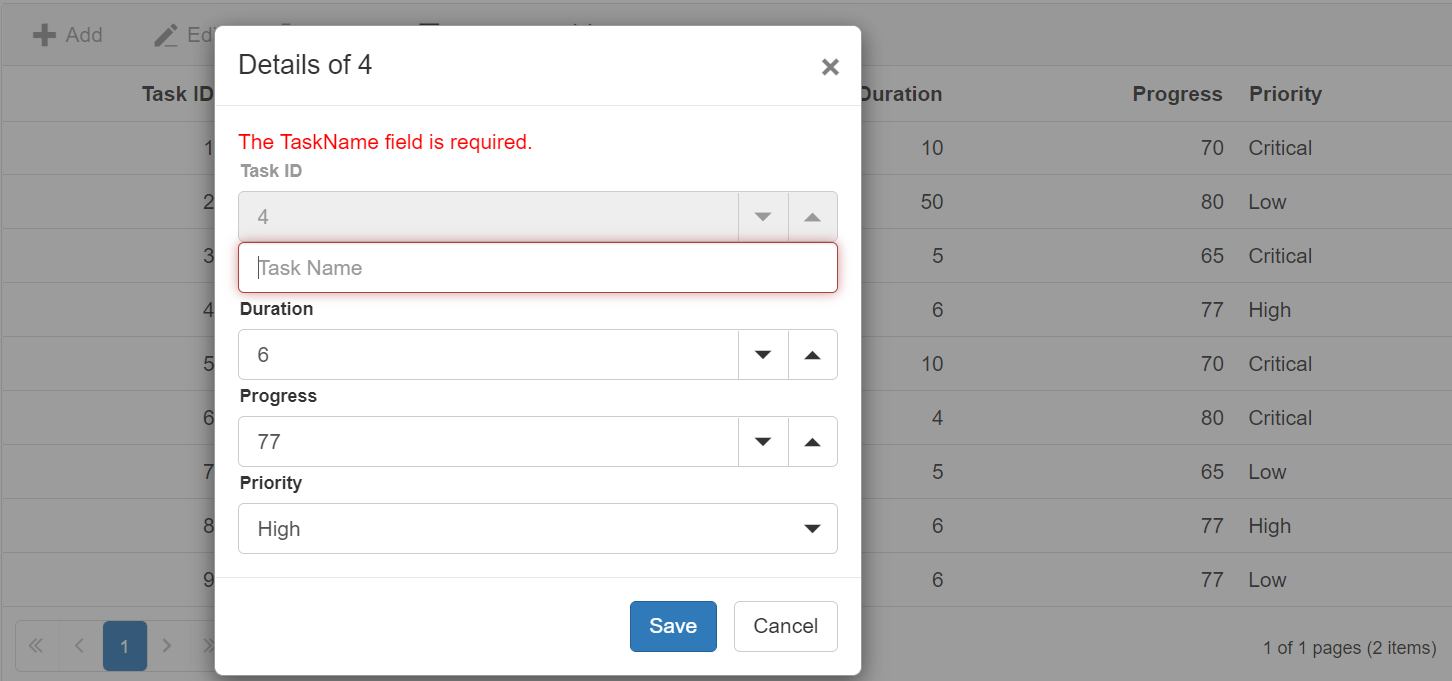 Add
Details of 4
Task ID
Duration
Progress
Priority
The TaskName field is required.
Task ID
4
Task Name
Duration
6
Progress
77
Priority
High
Save
Cancel
1 10 70 Critical
2 50 80 Low
3 5 65 Critical
4 6 77 High
5 10 70 Critical
6 4 80 Critical
7 5 65 Low
8 6 77 High
9 6 77 Low
1
1 of 1 pages (2 items)